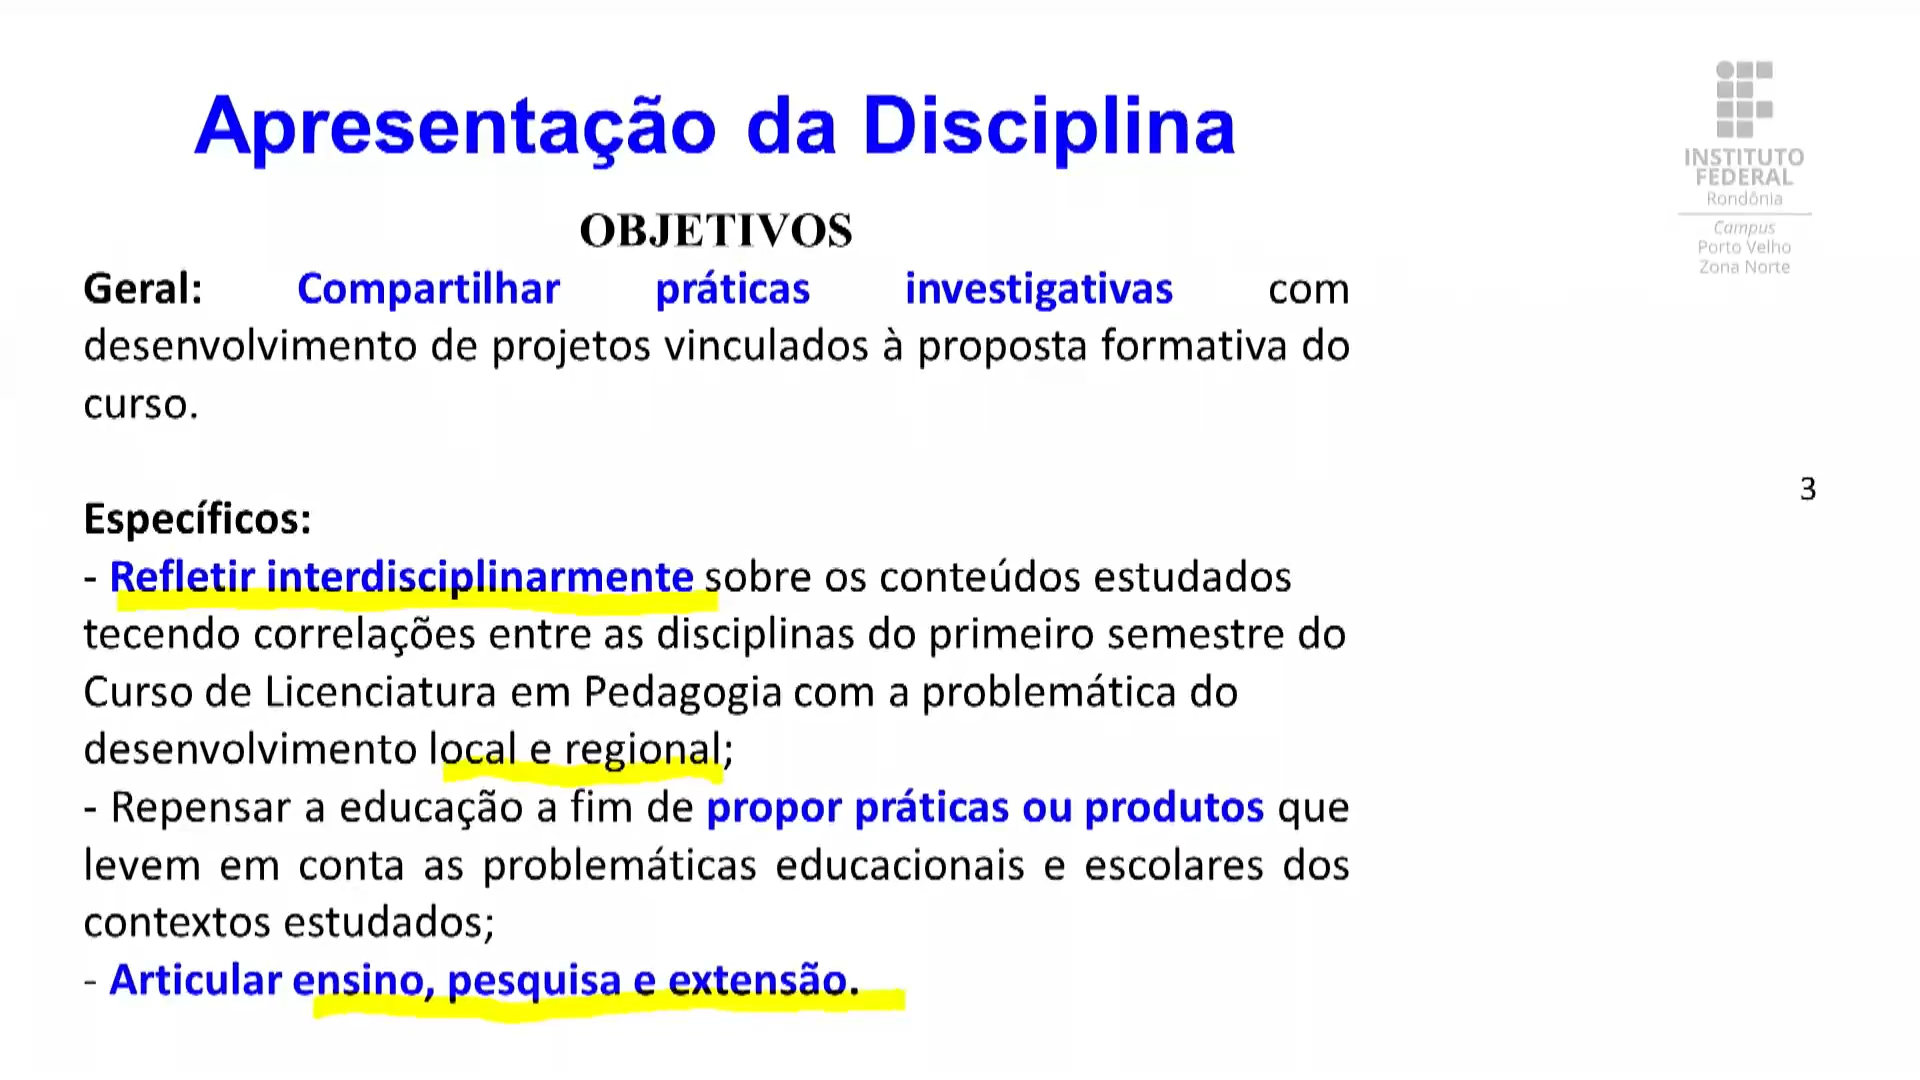 Apresentação da Disciplina
INSTITUTO
FEDERAL
Rondônia
Campus
Porto Velho
Zona Norte
OBJETIVOS
Geral: Compartilhar práticas investigativas com
desenvolvimento de projetos vinculados à proposta formativa do
curso.
3
Específicos:
- Refletir interdisciplinarmente sobre os conteúdos estudados
tecendo correlações entre as disciplinas do primeiro semestre do
Curso de Licenciatura em Pedagogia com a problemática do
desenvolvimento local e regional;
- Repensar a educação a fim de propor práticas ou produtos que
levem em conta as problemáticas educacionais e escolares dos
contextos estudados;
- Articular ensino, pesquisa e extensão.